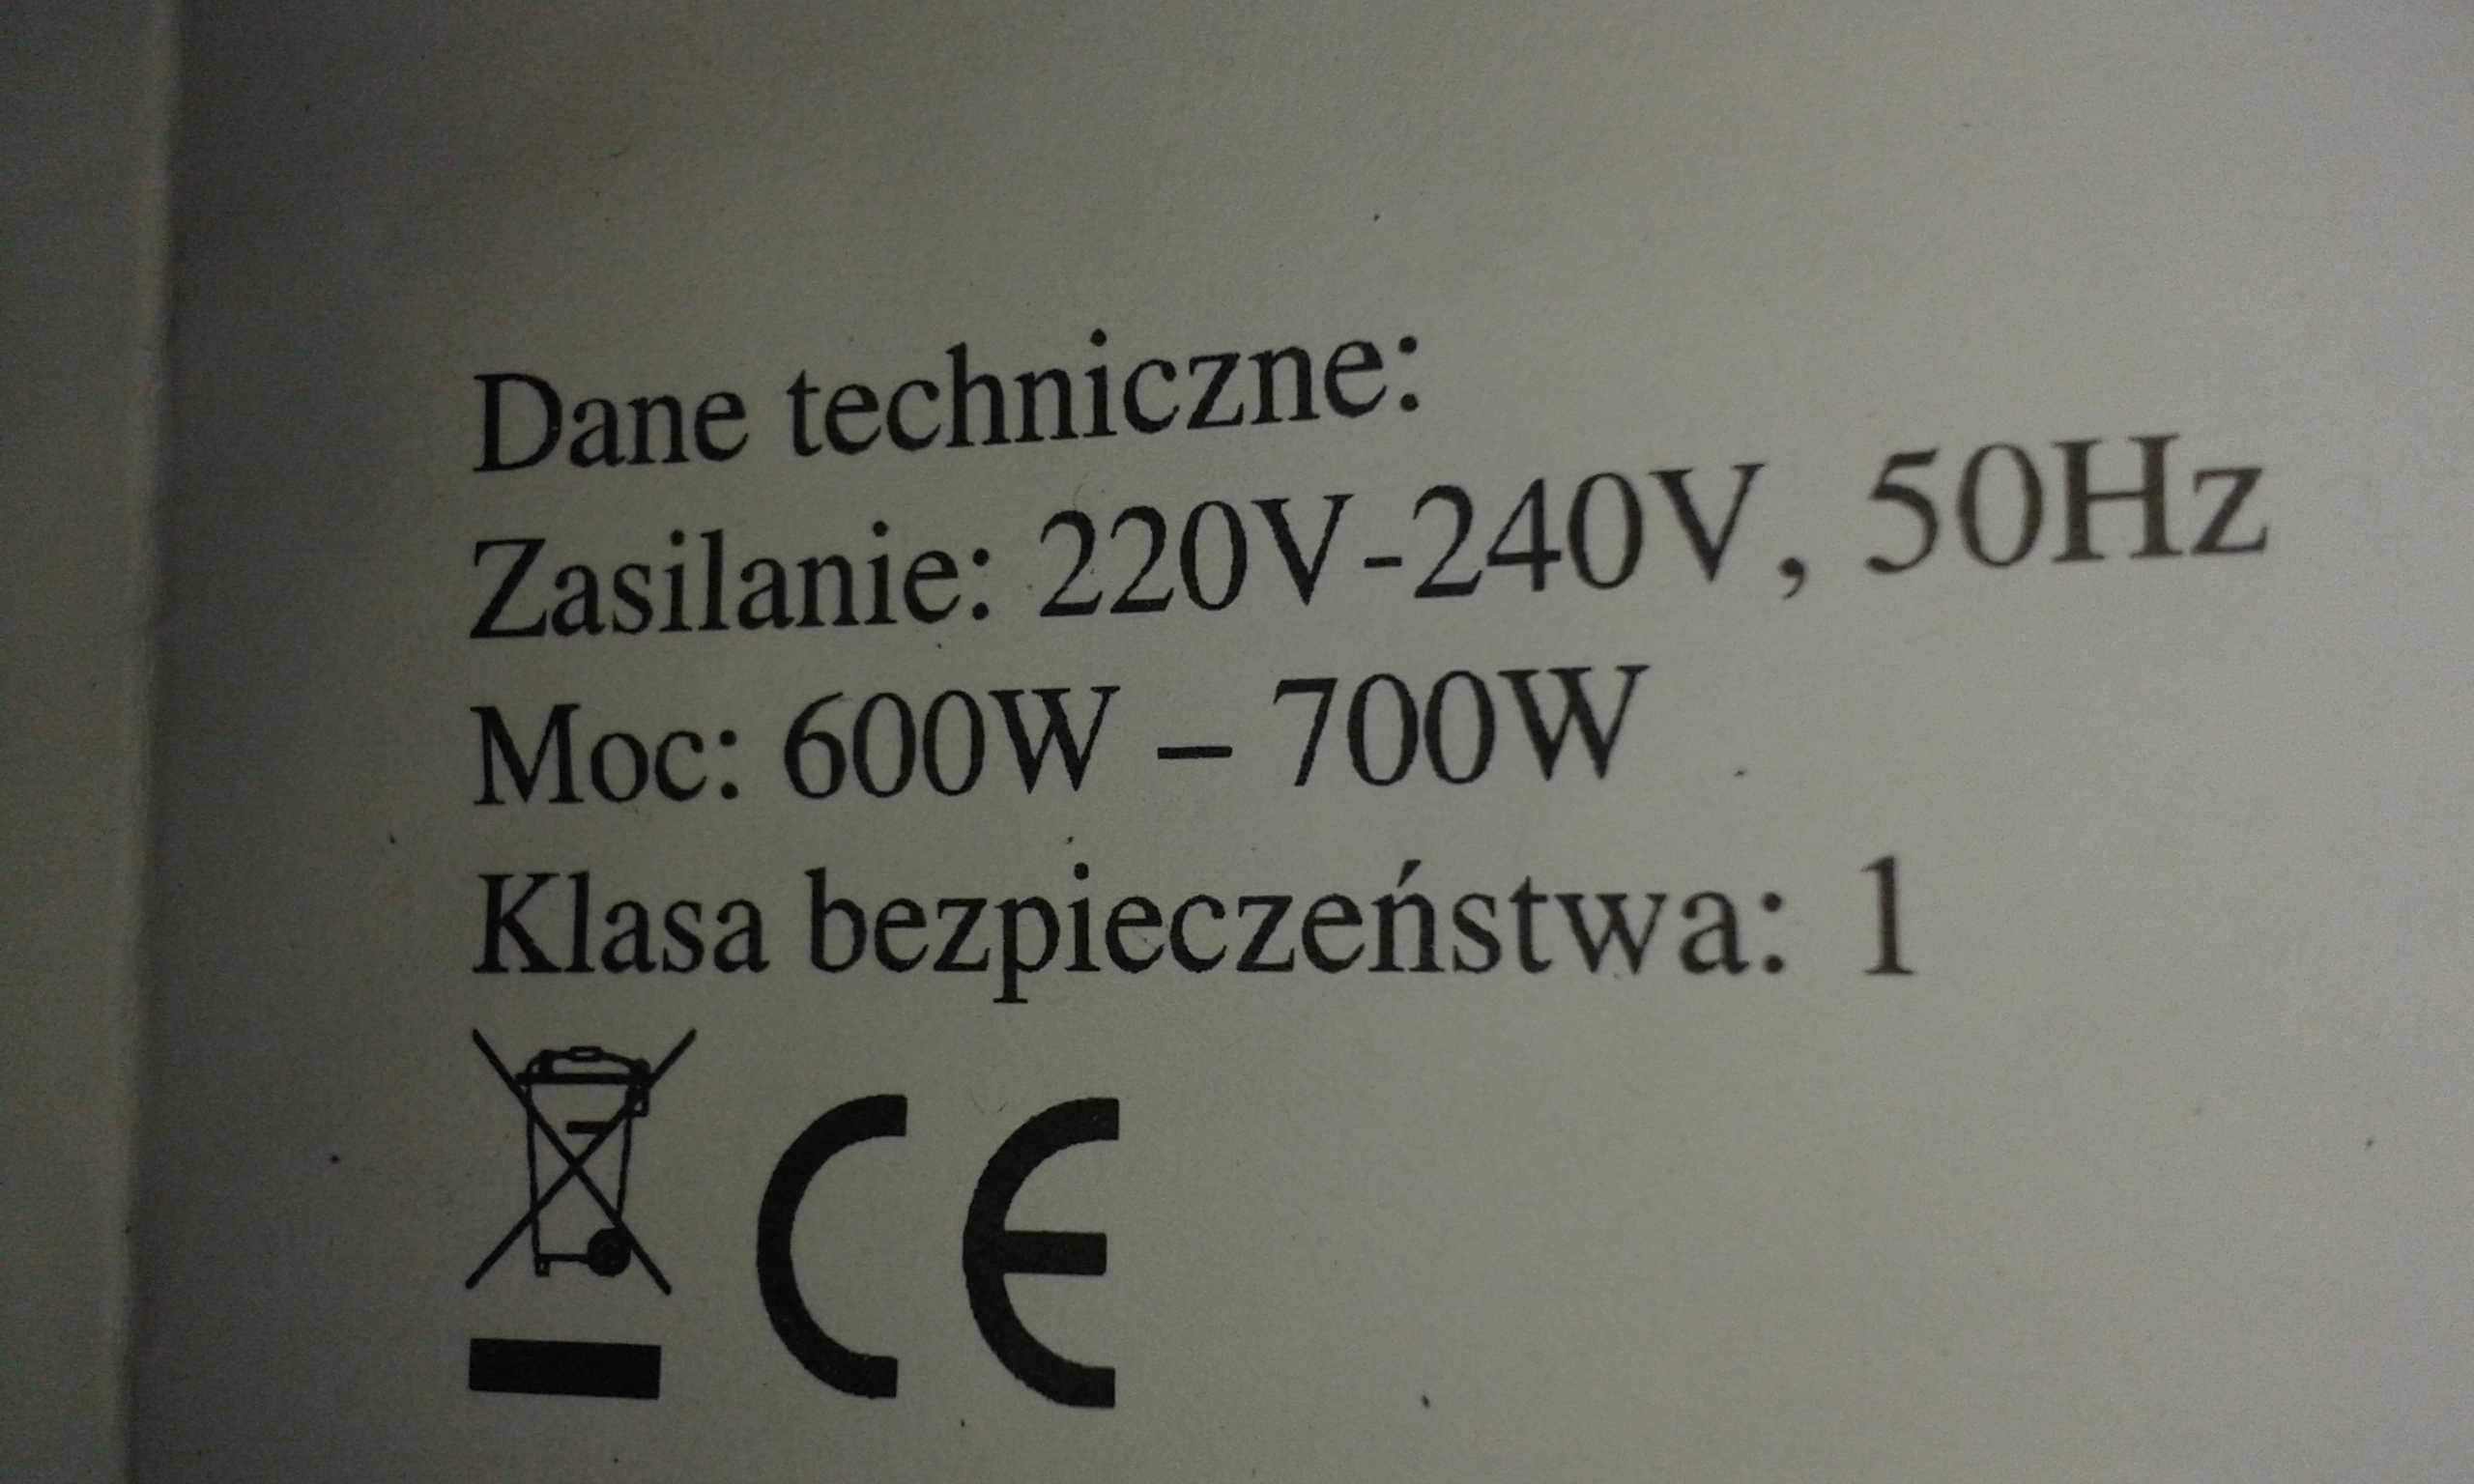 Dane techniczne:
Zasilanie: 220V-240V, 50Hz
Moc: 600W – 700W
Klasa bezpieczeństwa: 1
CE